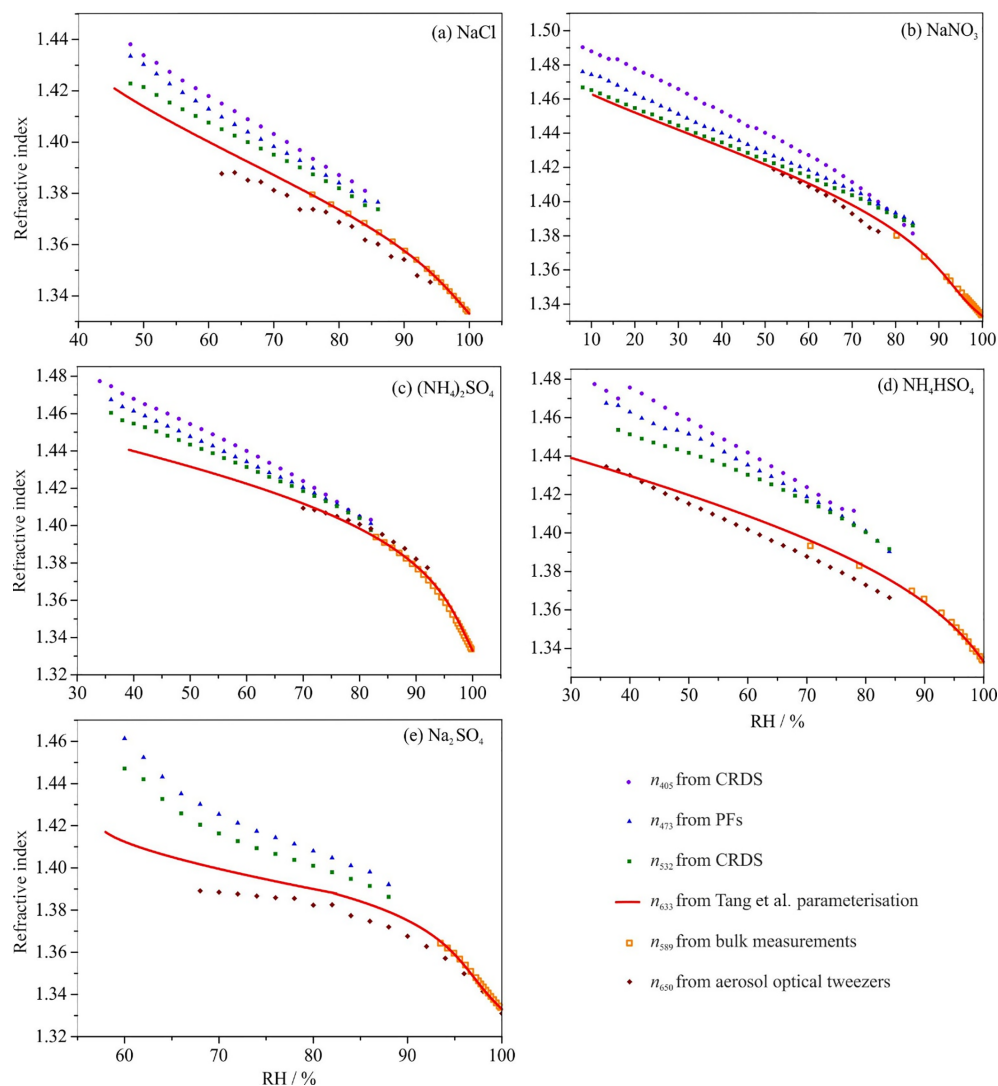 (a) NaCl
1.44
1.42
1.40
1.38
1.36
1.34
Refractive index
40 50 60 70 80 90 100
(b) NaNO₃
1.50
1.48
1.46
1.44
1.42
1.40
1.38
1.36
1.34
10 20 30 40 50 60 70 80 90 100
(c) (NH₄)₂SO₄
1.48
1.46
1.44
1.42
1.40
1.38
1.36
1.34
1.32
Refractive index
30 40 50 60 70 80 90 100
(d) NH₄HSO₄
1.48
1.46
1.44
1.42
1.40
1.38
1.36
1.34
30 40 50 60 70 80 90 100
RH / %
(e) Na₂SO₄
1.46
1.44
1.42
1.40
1.38
1.36
1.34
1.32
Refractive index
60 70 80 90 100
RH / %
n₄₀₅ from CRDS
n₄₇₃ from PFs
n₅₃₂ from CRDS
n₆₃₃ from Tang et al. parameterisation
n₅₈₉ from bulk measurements
n₆₅₀ from aerosol optical tweezers